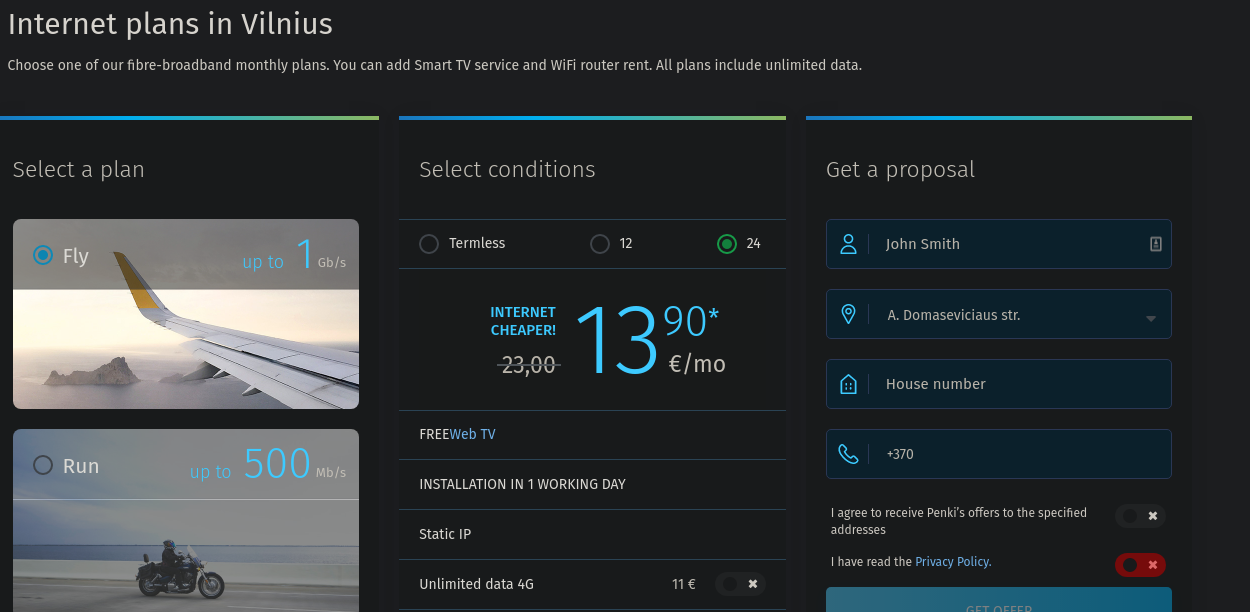 Internet plans in Vilnius
Choose one of our fibre-broadband monthly plans. You can add Smart TV service and WiFi router rent. All plans include unlimited data.
Select a plan
Fly
up to 1 Gb/s
Run
up to 500 Mb/s
Select conditions
Termless
12
24
INTERNET
CHEAPER!
23,00
13 90*
€/mo
FREEWeb TV
INSTALLATION IN 1 WORKING DAY
Static IP
Unlimited data 4G 11 €
Get a proposal
John Smith
A. Domaseviciaus str.
House number
+370
I agree to receive Penki's offers to the specified
addresses
I have read the Privacy Policy.
GET OFFER